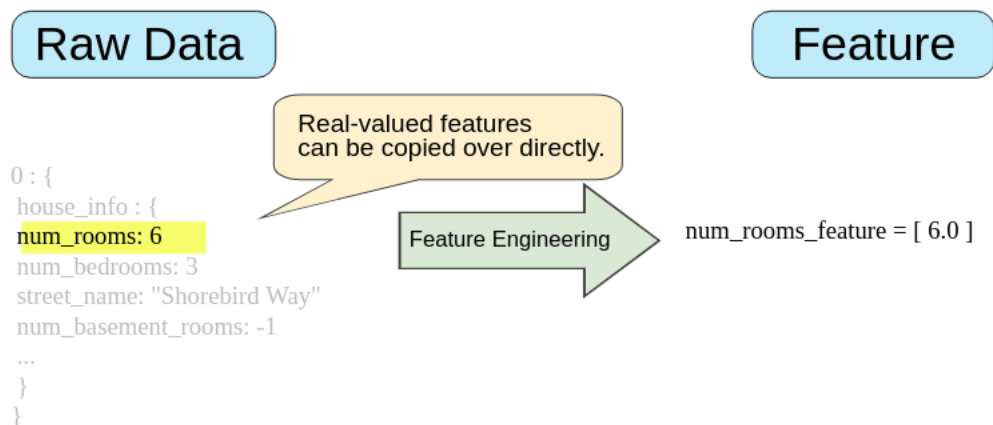 Raw Data
Feature
Real-valued features
can be copied over directly.
0 : {
house_info : {
num_rooms: 6
num_bedrooms: 3
street_name: "Shorebird Way"
num_basement_rooms: -1
...
}
}
Feature Engineering
num_rooms_feature = [ 6.0 ]